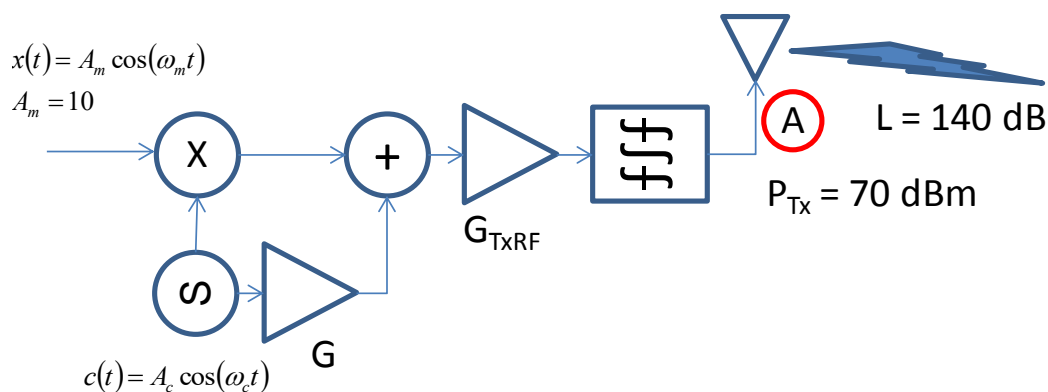 x(t) = A_m cos(ω_m t)
A_m = 10
X
+
A
L = 140 dB
P_Tx = 70 dBm
G_TxRF
S
G
c(t) = A_c cos(ω_c t)